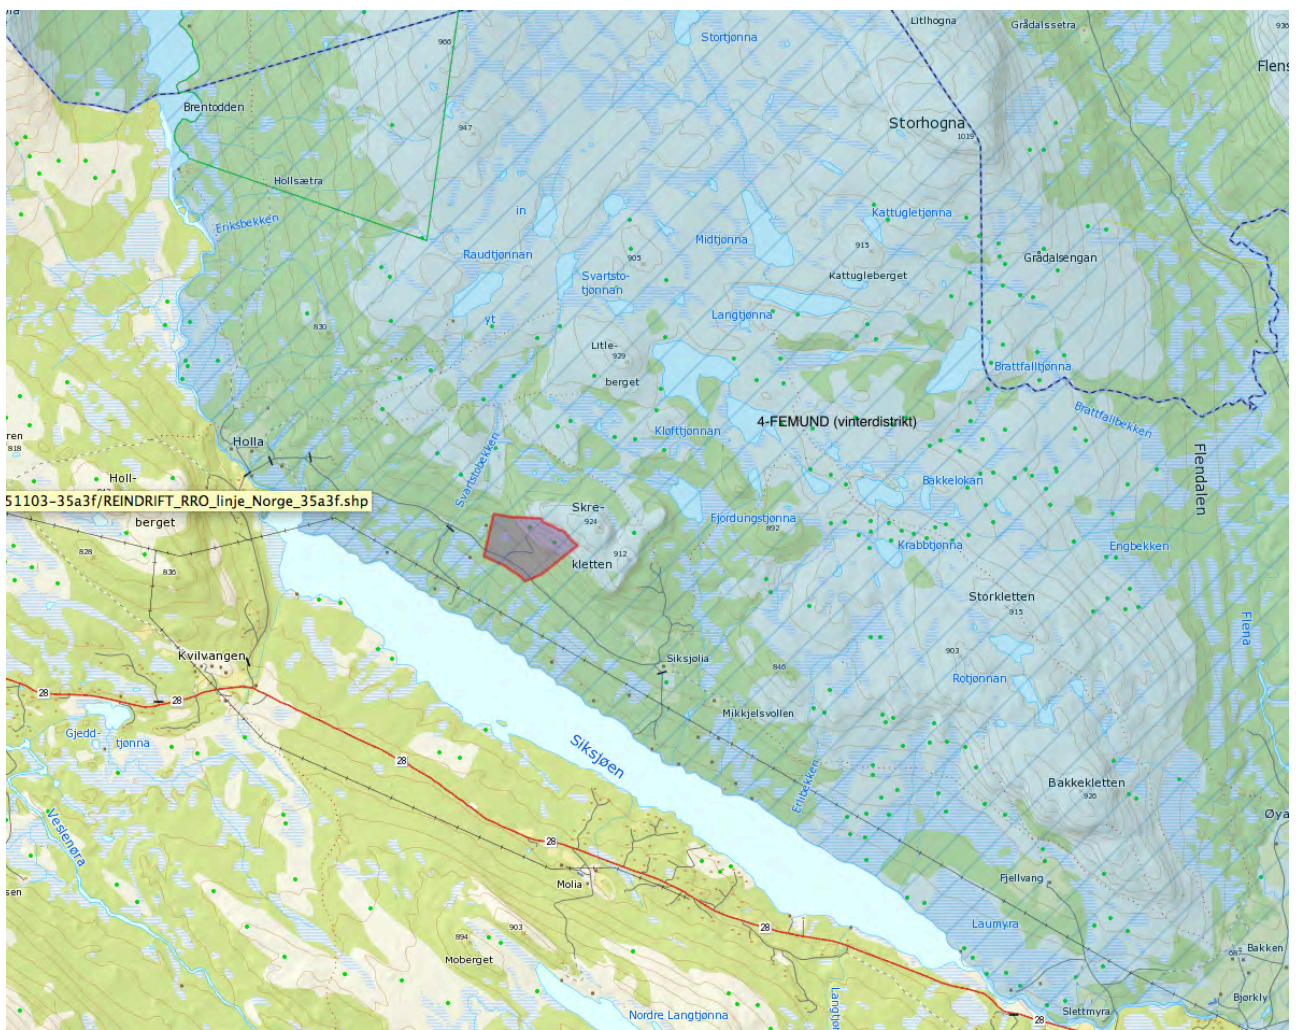 Litlhogna
Grådalssetra
936
Stortjønna
966
Flens
Brentodden
Storhogna
1019
947
Hollsætra
in
Kattugletjønna
Eriksbekken
Midtjønna
915
Raudtjønnan
905
Grådalsengan
Svartsto-
tjønnan
Kattugleberget
yt
Langtjønna
830
Litle-
929
berget
Brattfalltjønna
4-FEMUND (vinterdistrikt)
Brattfallbekken
Kløfttjønnan
ren
818
Holla
Svartstobekken
Flendalen
Holl-
Bakkelokan
51103-35a3f/REINDRIFT_RRO_linje_Norge_35a3f.shp
berget
Skre-
924
Fjordungstjønna
892
Krabbtjønna
Engbekken
828
912
kletten
836
Storkletten
915
Flena
Kvilvangen
Siksjølia
903
846
Rotjønnan
28
28
Mikkjelsvollen
Gjedd-
tjønna
Siksjøen
28
Erlibekken
Bakkekletten
926
Øya
Veslenøra
28
Molia
Fjellvang
sen
903
894
Moberget
28
Laumyra
Bakken
687
Bjørkly
Nordre Langtjønna
Langtjønna
28
Slettmyra